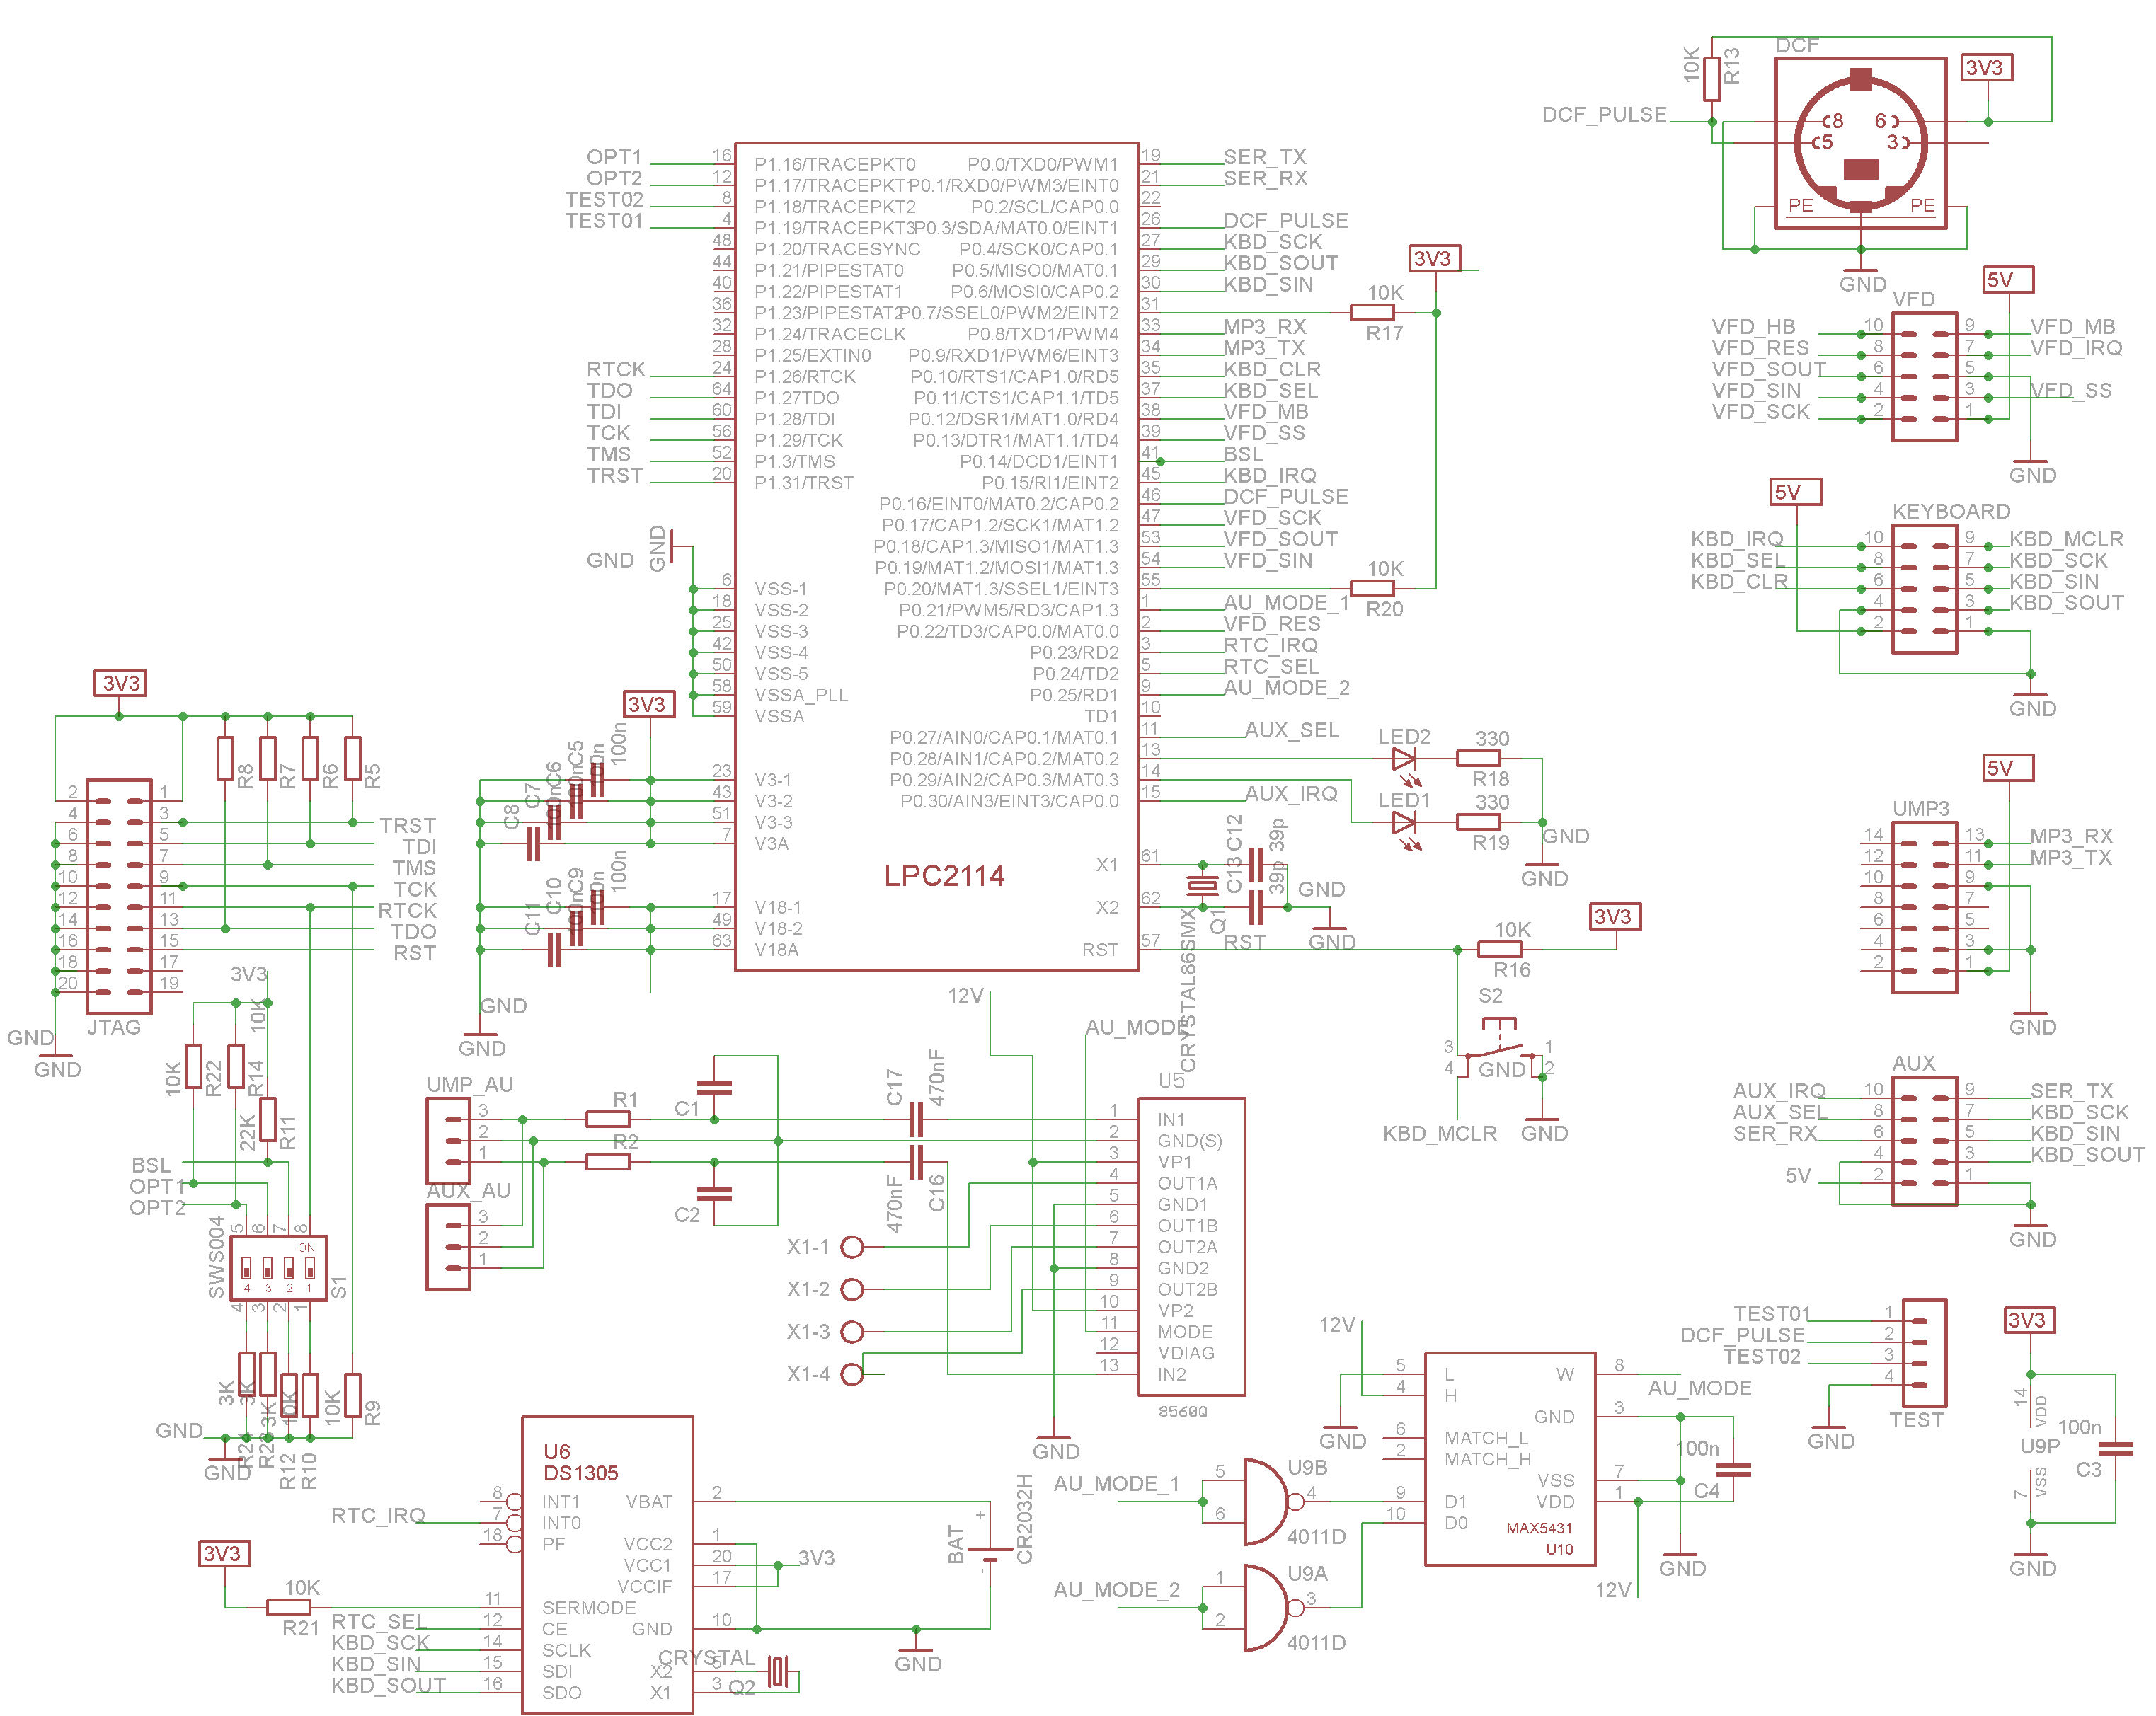 DCF
10K
R13
3V3
DCF_PULSE
8
6
5
3
PE
PE
GND
OPT1
OPT2
TEST02
TEST01
RTCK
TDO
TDI
TCK
TMS
TRST
16 P1.16/TRACEPKT0
12 P1.17/TRACEPKT1
8 P1.18/TRACEPKT2
4 P1.19/TRACEPKT3
48 P1.20/TRACESYNC
44 P1.21/PIPESTAT0
40 P1.22/PIPESTAT1
36 P1.23/PIPESTAT2
32 P1.24/TRACECLK
28 P1.25/EXTIN0
24 P1.26/RTCK
64 P1.27TDO
60 P1.28/TDI
56 P1.29/TCK
52 P1.3/TMS
20 P1.31/TRST
GND
GND
6 VSS-1
18 VSS-2
25 VSS-3
42 VSS-4
50 VSS-5
58 VSSA_PLL
59 VSSA
23 V3-1
43 V3-2
51 V3-3
7 V3A
17 V18-1
49 V18-2
63 V18A
LPC2114
P0.0/TXD0/PWM1 19 SER_TX
P0.1/RXD0/PWM3/EINT0 21 SER_RX
P0.2/SCL/CAP0.0 22
P0.3/SDA/MAT0.0/EINT1 26 DCF_PULSE
P0.4/SCK0/CAP0.1 27 KBD_SCK
P0.5/MISO0/MAT0.1 29 KBD_SOUT
P0.6/MOSI0/CAP0.2 30 KBD_SIN
P0.7/SSEL0/PWM2/EINT2 31
P0.8/TXD1/PWM4 33 MP3_RX
P0.9/RXD1/PWM6/EINT3 34 MP3_TX
P0.10/RTS1/CAP1.0/RD5 35 KBD_CLR
P0.11/CTS1/CAP1.1/TD5 37 KBD_SEL
P0.12/DSR1/MAT1.0/RD4 38 VFD_MB
P0.13/DTR1/MAT1.1/TD4 39 VFD_SS
P0.14/DCD1/EINT1 41 BSL
P0.15/RI1/EINT2 45 KBD_IRQ
P0.16/EINT0/MAT0.2/CAP0.2 46 DCF_PULSE
P0.17/CAP1.2/SCK1/MAT1.2 47 VFD_SCK
P0.18/CAP1.3/MISO1/MAT1.3 53 VFD_SOUT
P0.19/MAT1.2/MOSI1/MAT1.3 54 VFD_SIN
P0.20/MAT1.3/SSEL1/EINT3 55
P0.21/PWM5/RD3/CAP1.3 1 AU_MODE_1
P0.22/TD3/CAP0.0/MAT0.0 2 VFD_RES
P0.23/RD2 3 RTC_IRQ
P0.24/TD2 5 RTC_SEL
P0.25/RD1 9 AU_MODE_2
TD1 10
P0.27/AIN0/CAP0.1/MAT0.1 11 AUX_SEL
P0.28/AIN1/CAP0.2/MAT0.2 13
P0.29/AIN2/CAP0.3/MAT0.3 14
P0.30/AIN3/EINT3/CAP0.0 15 AUX_IRQ
X1 61
X2 62
RST 57 RST
3V3
10K
R17
10K
R20
LED2
330
R18
LED1
330
R19
GND
GND
C12 39p
C13 39p
GND
GND
Q1
CRYSTAL86SMX
10K
R16
3V3
S2
3 1
4 2
GND
KBD_MCLR
GND
5V
VFD
VFD_HB 10 9 VFD_MB
VFD_RES 8 7 VFD_IRQ
VFD_SOUT 6 5
VFD_SIN 4 3 VFD_SS
VFD_SCK 2 1
GND
5V
KEYBOARD
KBD_IRQ 10 9 KBD_MCLR
KBD_SEL 8 7 KBD_SCK
KBD_CLR 6 5 KBD_SIN
4 3 KBD_SOUT
2 1
GND
5V
UMP3
14 13 MP3_RX
12 11 MP3_TX
10 9
8 7
6 5
4 3
2 1
GND
AUX
AUX_IRQ 10 9 SER_TX
AUX_SEL 8 7 KBD_SCK
SER_RX 6 5 KBD_SIN
4 3 KBD_SOUT
5V 2 1
GND
3V3
R8
R7
R6
R5
2 1
4 3 TRST
6 5 TDI
8 7 TMS
10 9 TCK
12 11 RTCK
14 13 TDO
16 15 RST
18 17
20 19
JTAG
GND
GND
3V3
C8
C7
C6
C5
100n
C11
C10
C9
100n
GND
GND
3V3
10K
10K
R22
R14
22K
R11
BSL
OPT1
OPT2
5 6 7 8
SWS004
ON
4 3 2 1
S1
4 3 2 1
3K
3K
3K
10K
10K
R9
R24
R23
R12
R10
GND
GND
UMP_AU
3
2
1
AUX_AU
3
2
1
R1
R2
C1
C2
C17
470nF
470nF
C16
12V
AU_MODE
U5
1 IN1
2 GND(S)
3 VP1
4 OUT1A
5 GND1
6 OUT1B
7 OUT2A
8 GND2
9 OUT2B
10 VP2
11 MODE
12 VDIAG
13 IN2
8560Q
X1-1
X1-2
X1-3
X1-4
GND
U6
DS1305
8 INT1
RTC_IRQ 7 INT0
18 PF
3V3
10K
R21
11 SERMODE
RTC_SEL 12 CE
KBD_SCK 14 SCLK
KBD_SIN 15 SDI
KBD_SOUT 16 SDO
VBAT 2
VCC2 1
VCC1 20 3V3
VCCIF 17
GND 10
X2 5
X1 3
CRYSTAL
Q2
BAT
+
-
CR2032H
GND
AU_MODE_1
5
6
U9B
4
4011D
AU_MODE_2
1
2
U9A
3
4011D
12V
GND
5 L
4 H
6 MATCH_L
2 MATCH_H
9 D1
10 D0
W 8
AU_MODE
GND 3
VSS 7
VDD 1
MAX5431
U10
100n
C4
12V
GND
TEST01 1
DCF_PULSE 2
TEST02 3
4
TEST
GND
3V3
14 VDD
U9P
7 VSS
100n
C3
GND